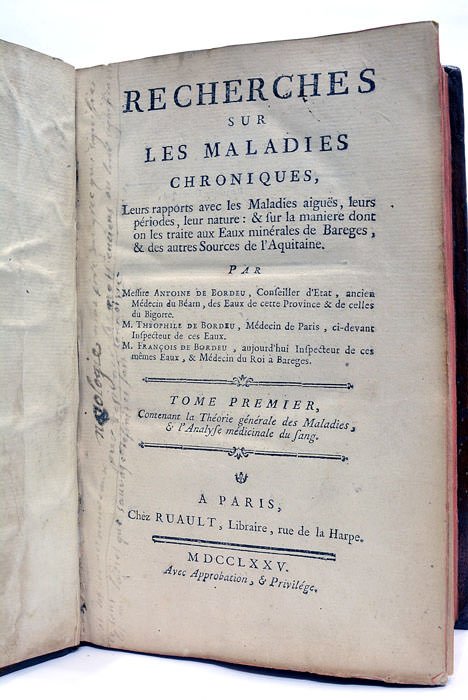 RECHERCHES
SUR
LES MALADIES
CHRONIQUES,
Leurs rapports avec les Maladies aiguës, leurs
périodes, leur nature : & sur la maniere dont
on les traite aux Eaux minérales de Bareges,
& des autres Sources de l'Aquitaine.
PAR
Messire ANTOINE DE BORDEU, Conseiller d'Etat, ancien
Médecin du Béarn, des Eaux de cette Province & de celles
du Bigorre.
M. THÉOPHILE DE BORDEU, Médecin de Paris, ci-devant
Inspecteur de ces Eaux.
M. FRANÇOIS DE BORDEU, aujourd'hui Inspecteur de ces
mêmes Eaux, & Médecin du Roi à Bareges.
TOME PREMIER,
Contenant la Théorie générale des Maladies,
& l'Analyse médicinale du sang.
A PARIS,
Chez RUAULT, Libraire, rue de la Harpe.
MDCCLXXV.
Avec Approbation, & Privilége.